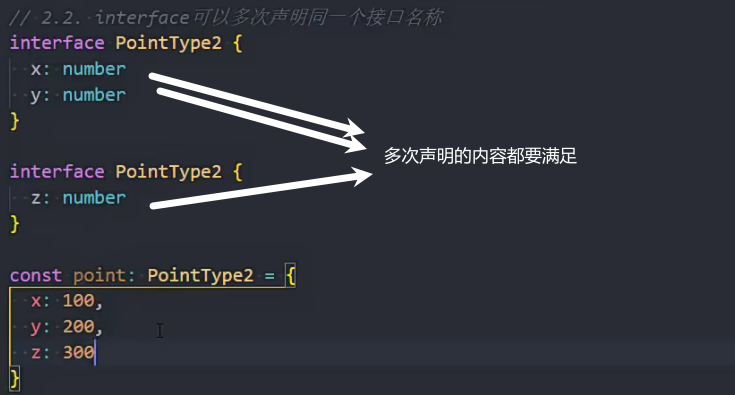 // 2.2. interface可以多次声明同一个接口名称
interface PointType2 {
x: number
y: number
}
多次声明的内容都要满足
interface PointType2 {
z: number
}
const point: PointType2 = {
x: 100,
y: 200,
z: 300
}